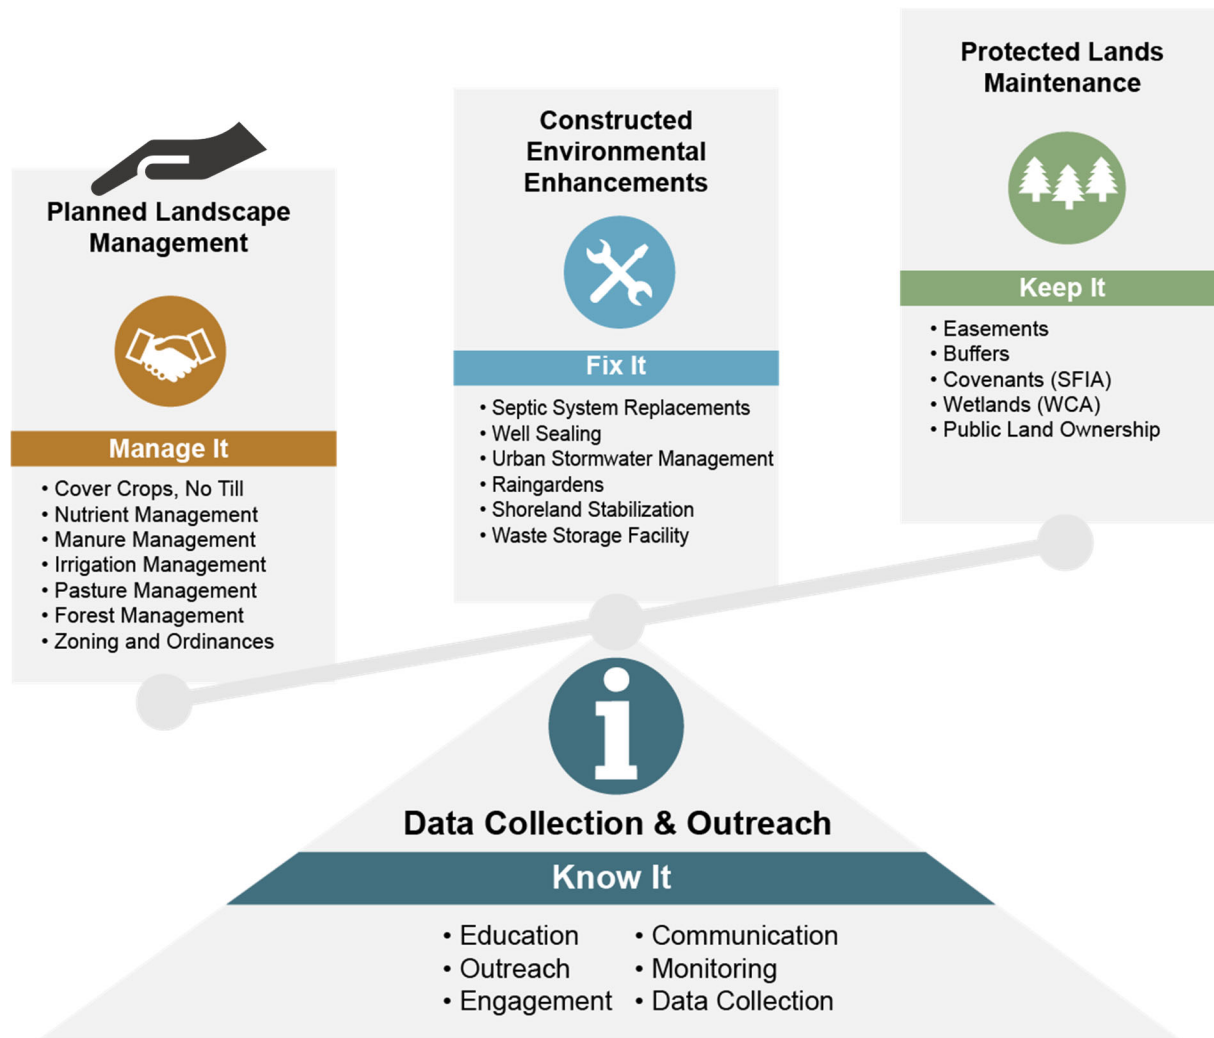 Planned Landscape
Management
Manage It
• Cover Crops, No Till
• Nutrient Management
• Manure Management
• Irrigation Management
• Pasture Management
• Forest Management
• Zoning and Ordinances
Constructed
Environmental
Enhancements
Fix It
• Septic System Replacements
• Well Sealing
• Urban Stormwater Management
• Raingardens
• Shoreland Stabilization
• Waste Storage Facility
Protected Lands
Maintenance
Keep It
• Easements
• Buffers
• Covenants (SFIA)
• Wetlands (WCA)
• Public Land Ownership
i
Data Collection & Outreach
Know It
• Education
• Outreach
• Engagement
• Communication
• Monitoring
• Data Collection